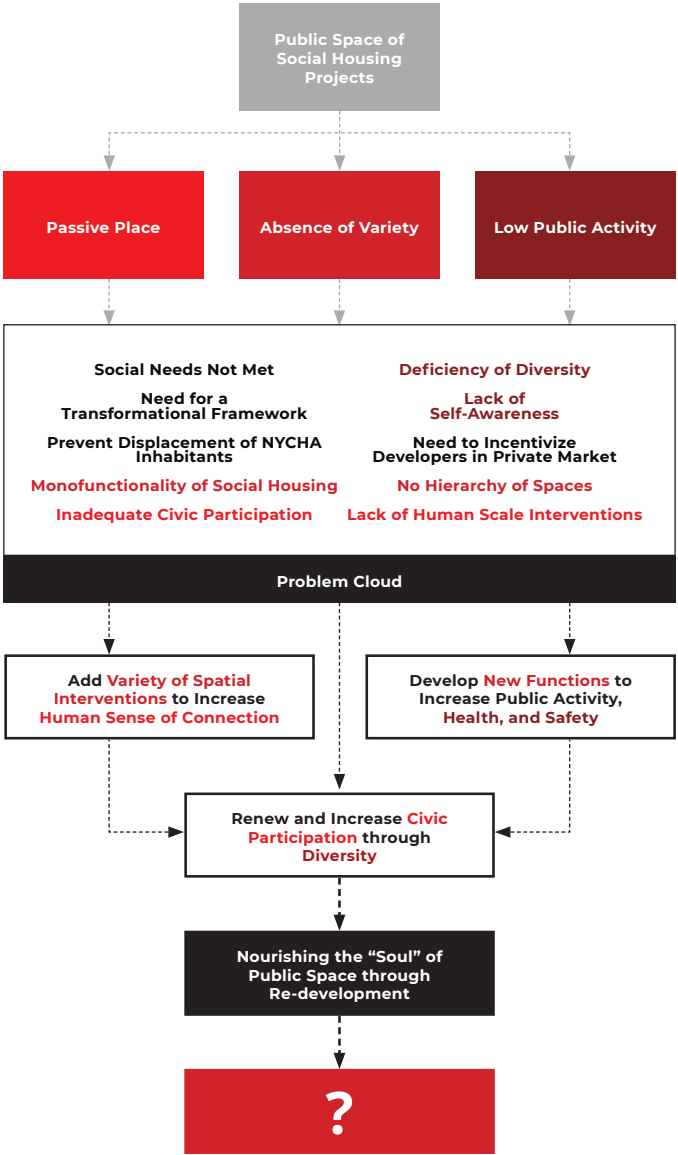 Public Space of
Social Housing
Projects
Passive Place
Absence of Variety
Low Public Activity
Social Needs Not Met
Need for a
Transformational Framework
Prevent Displacement of NYCHA
Inhabitants
Monofunctionality of Social Housing
Inadequate Civic Participation
Deficiency of Diversity
Lack of
Self-Awareness
Need to Incentivize
Developers in Private Market
No Hierarchy of Spaces
Lack of Human Scale Interventions
Problem Cloud
Add Variety of Spatial
Interventions to Increase
Human Sense of Connection
Develop New Functions to
Increase Public Activity,
Health, and Safety
Renew and Increase Civic
Participation through
Diversity
Nourishing the “Soul” of
Public Space through
Re-development
?